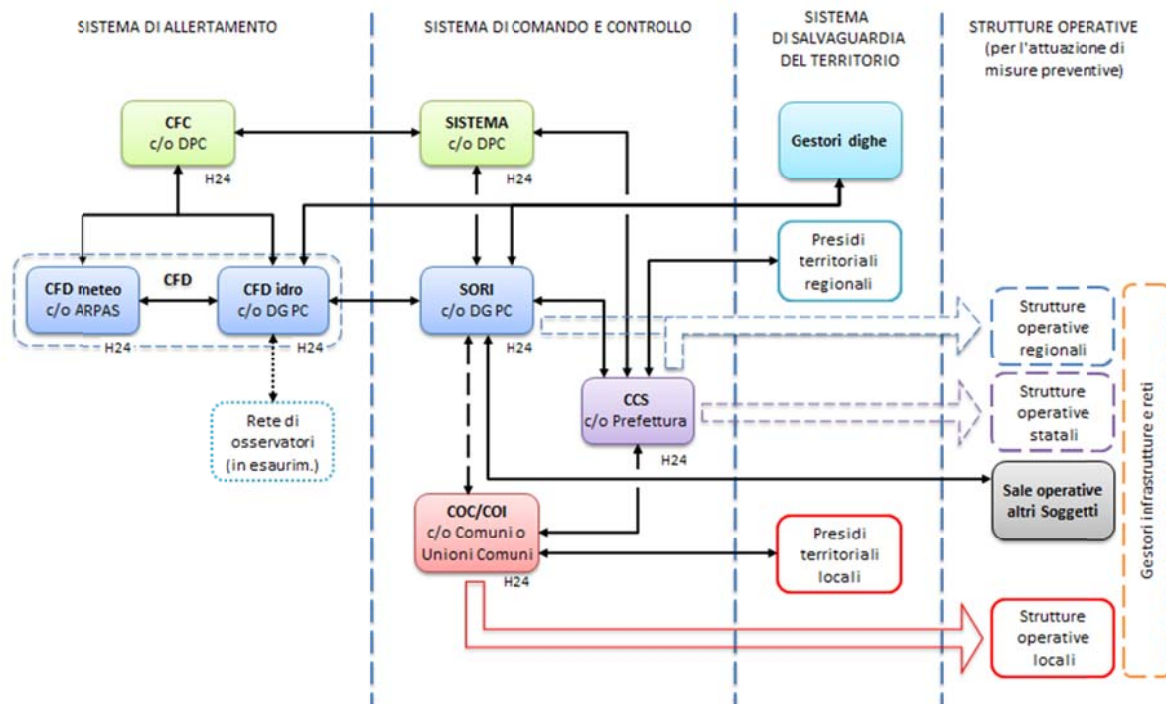 SISTEMA DI ALLERTAMENTO
SISTEMA DI COMANDO E CONTROLLO
SISTEMA
DI SALVAGUARDIA
DEL TERRITORIO
STRUTTURE OPERATIVE
(per l'attuazione di
misure preventive)
CFC
c/o DPC
H24
SISTEMA
c/o DPC
H24
Gestori dighe
CFD meteo
c/o ARPAS
H24
CFD
CFD idro
c/o DG PC
H24
SORI
c/o DG PC
H24
Presidi
territoriali
regionali
Strutture
operative
regionali
Rete di
osservatori
(in esaurim.)
CCS
c/o Prefettura
H24
Strutture
operative
statali
Sale operative
altri Soggetti
COC/COI
c/o Comuni o
Unioni Comuni
H24
Presidi
territoriali
locali
Strutture
operative
locali
Gestori infrastrutture e reti